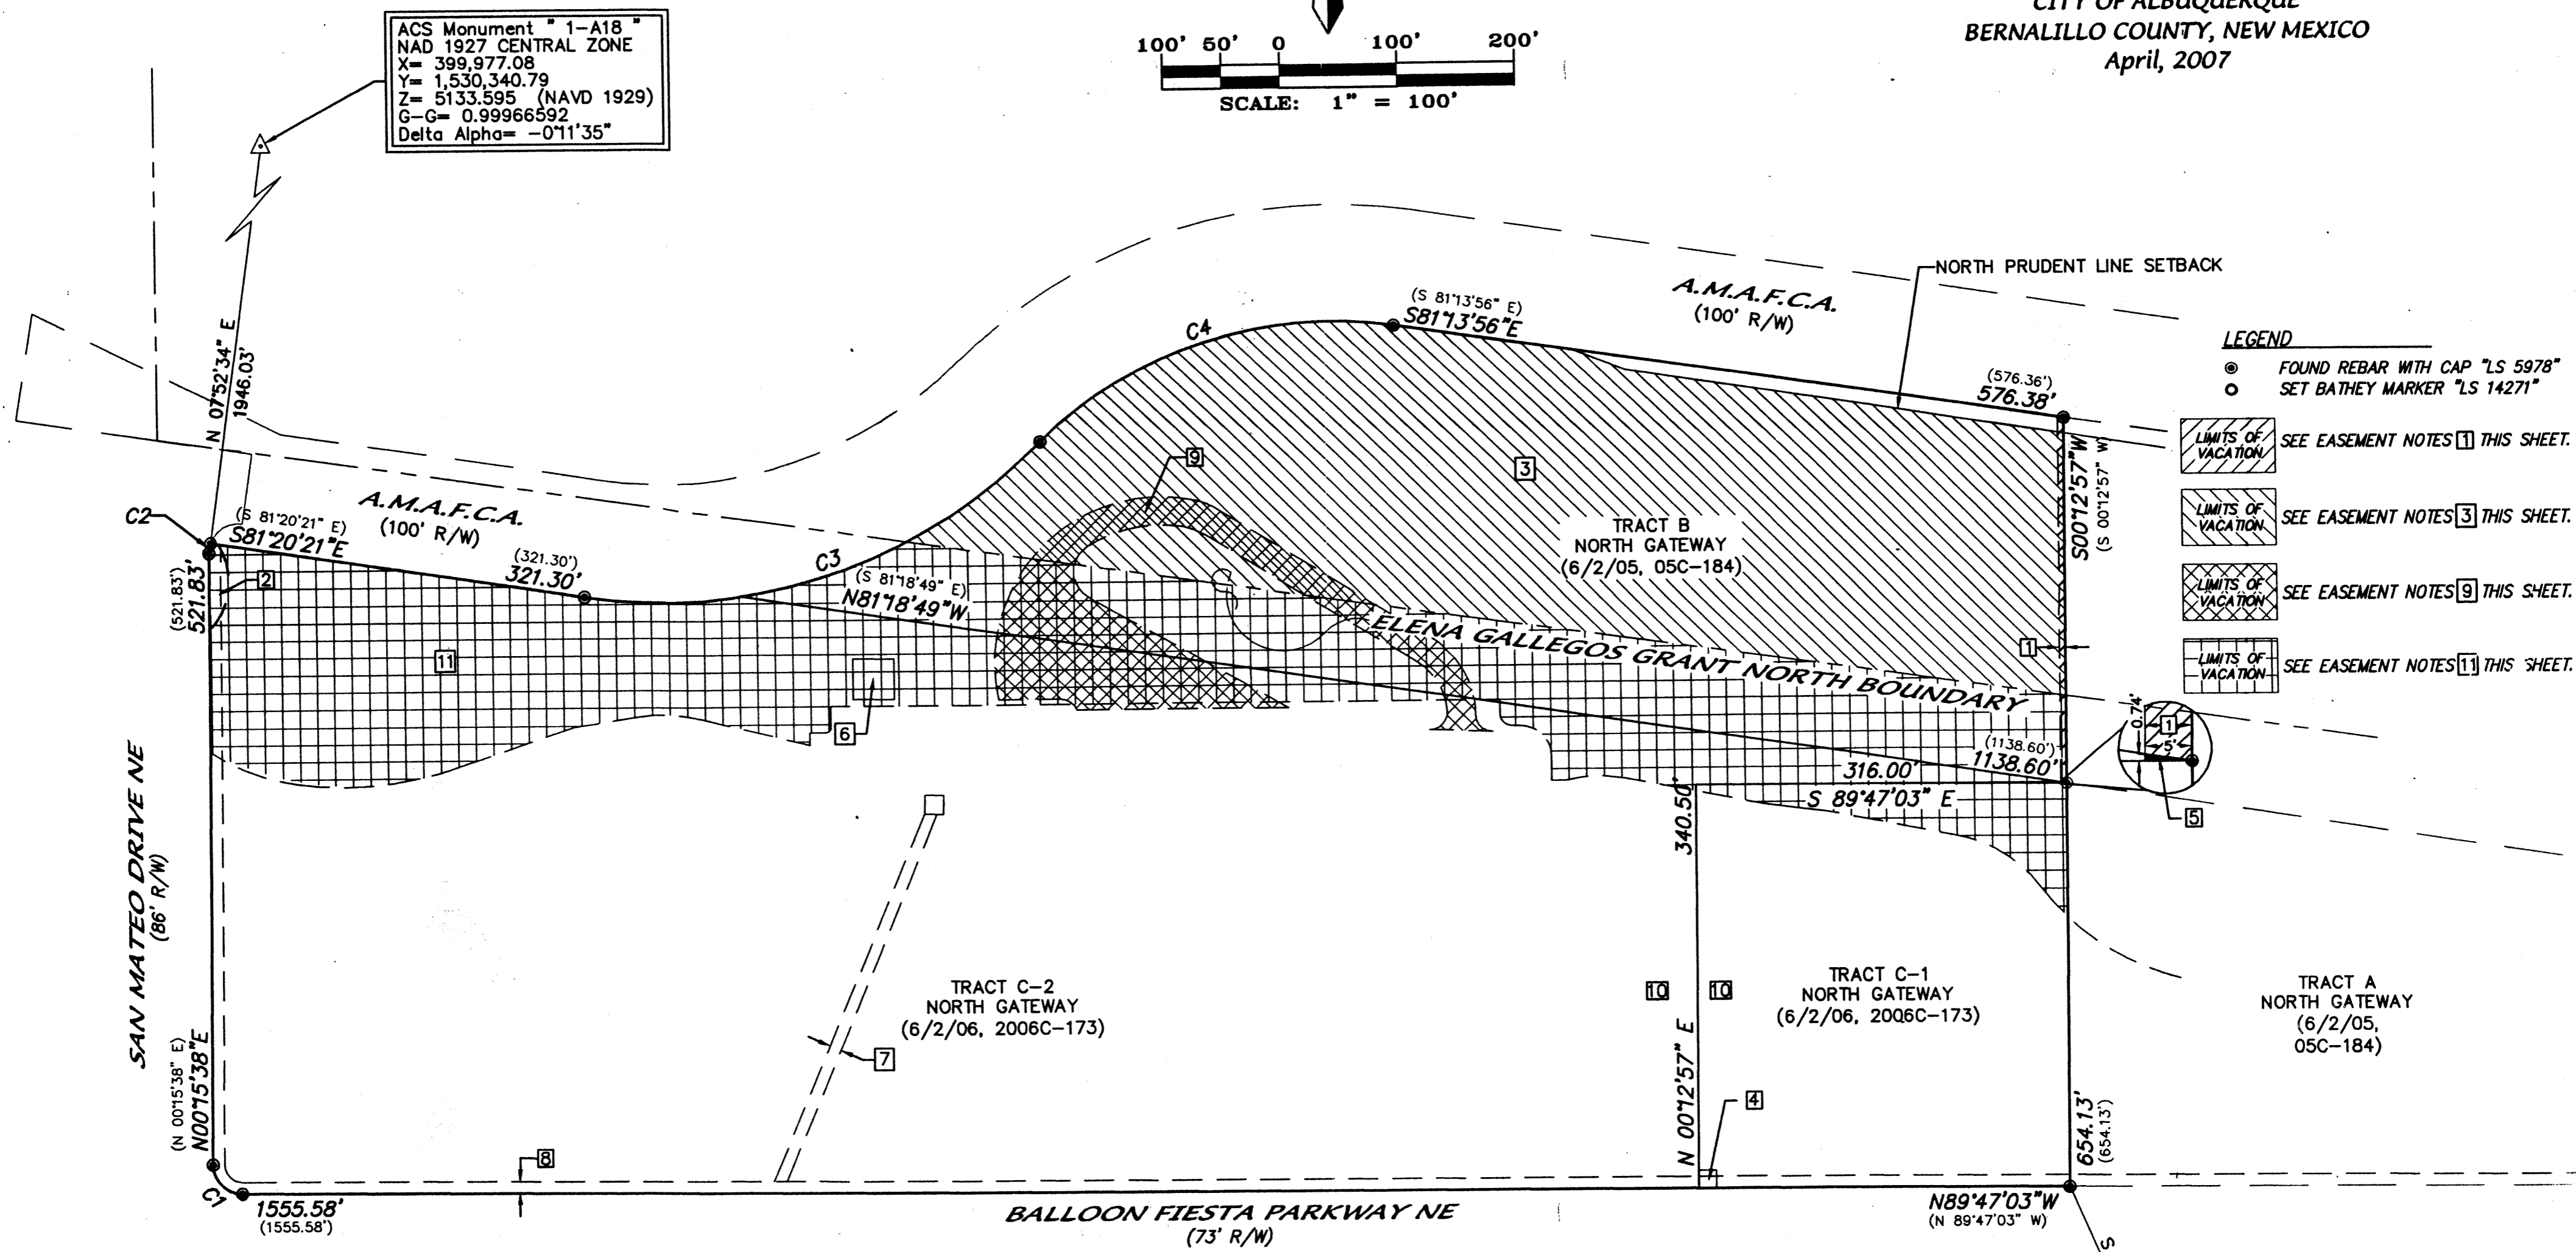 CITY OF ALBUQUERQUE
BERNALILLO COUNTY, NEW MEXICO
April, 2007
ACS Monument " 1-A18 "
NAD 1927 CENTRAL ZONE
X= 399,977.08
Y= 1,530,340.79
Z= 5133.595 (NAVD 1929)
G-G= 0.99966592
Delta Alpha= -0°11'35"
100' 50' 0 100' 200'
SCALE: 1" = 100'
N 07°52'34" E
1946.03'
NORTH PRUDENT LINE SETBACK
A.M.A.F.C.A.
(100' R/W)
(S 81°13'56" E)
S81°13'56"E
C4
(576.36')
576.38'
LEGEND
FOUND REBAR WITH CAP "LS 5978"
SET BATHEY MARKER "LS 14271"
LIMITS OF VACATION SEE EASEMENT NOTES 1 THIS SHEET.
LIMITS OF VACATION SEE EASEMENT NOTES 3 THIS SHEET.
LIMITS OF VACATION SEE EASEMENT NOTES 9 THIS SHEET.
LIMITS OF VACATION SEE EASEMENT NOTES 11 THIS SHEET.
S00°12'57"W
(S 00°12'57" W)
9
3
A.M.A.F.C.A.
(100' R/W)
C2
(S 81°20'21" E)
S81°20'21"E
(321.30')
321.30'
C3
(521.83')
521.83'
2
(S 81°18'49" E)
N81°18'49"W
TRACT B
NORTH GATEWAY
(6/2/05, 05C-184)
ELENA GALLEGOS GRANT NORTH BOUNDARY
1
11
6
0.74'
1
5'
5
(1138.60')
1138.60'
316.00'
S 89°47'03" E
340.50'
SAN MATEO DRIVE NE
(86' R/W)
TRACT C-2
NORTH GATEWAY
(6/2/06, 2006C-173)
10
10
TRACT C-1
NORTH GATEWAY
(6/2/06, 2006C-173)
TRACT A
NORTH GATEWAY
(6/2/05,
05C-184)
7
(N 00°15'38" E)
N00°15'38"E
N 00°12'57" E
4
654.13'
(654.13')
8
C1
1555.58'
(1555.58')
BALLOON FIESTA PARKWAY NE
(73' R/W)
N89°47'03"W
(N 89°47'03" W)
S